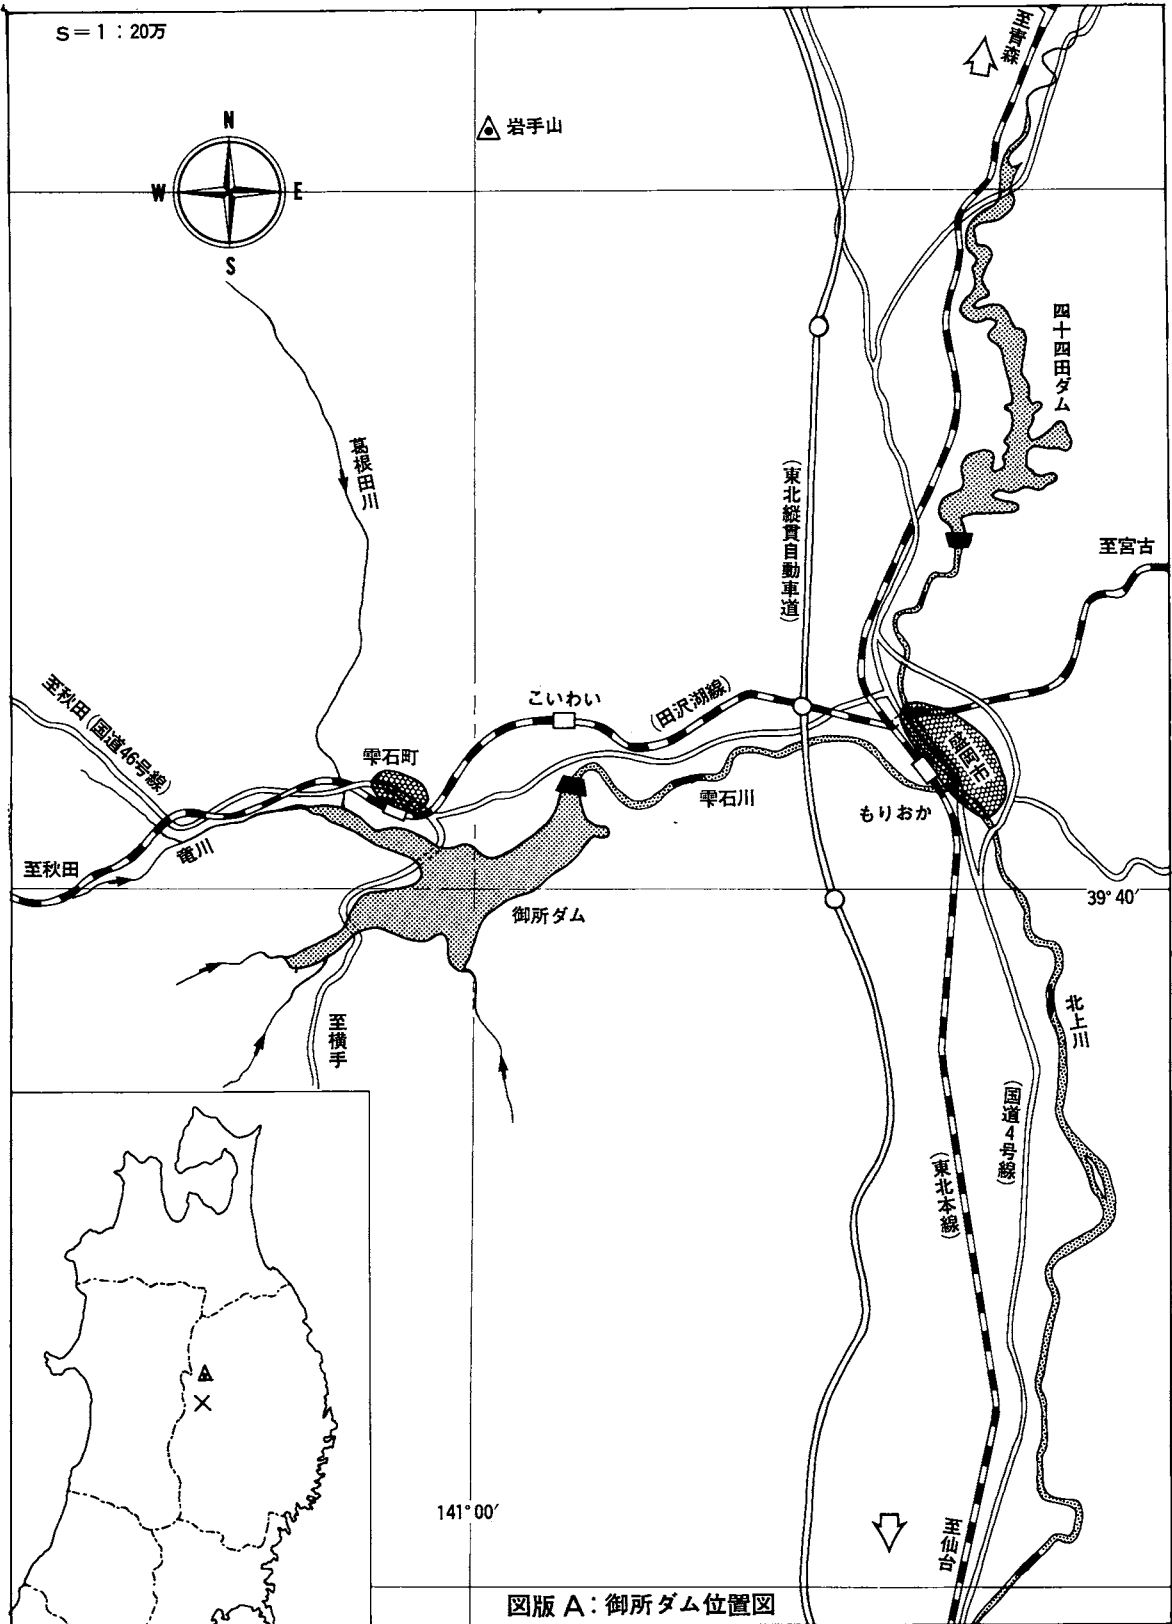 S＝1：20万
N
W
E
S
岩手山
至青森
四十四田ダム
葛根田川
(東北縦貫自動車道)
至宮古
至秋田(国道46号線)
こいわい
(田沢湖線)
雫石町
盛岡市
雫石川
もりおか
竜川
至秋田
39°40′
御所ダム
北上川
至横手
(国道4号線)
(東北本線)
141°00′
至仙台
図版 A：御所ダム位置図